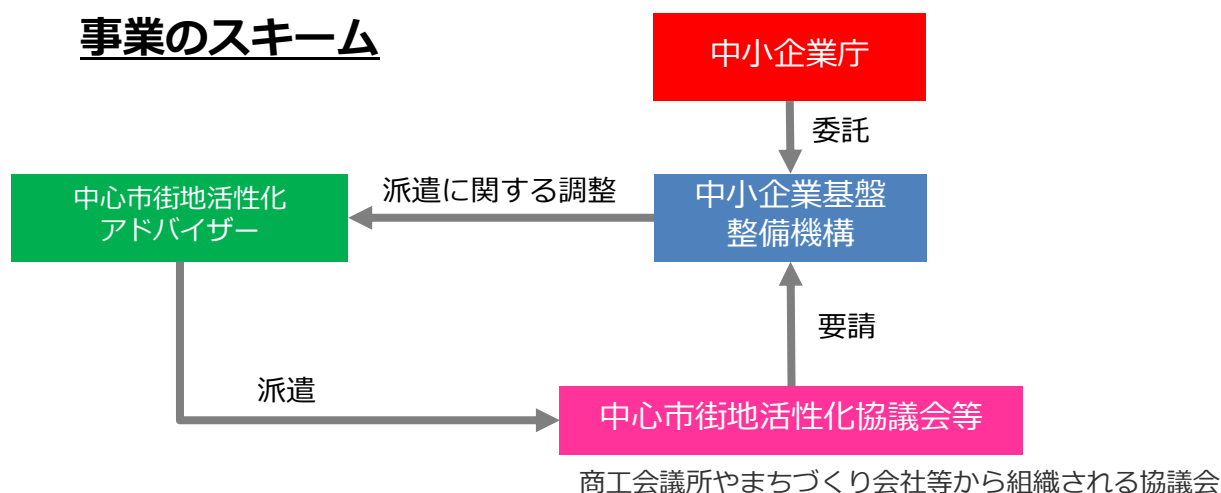 事業のスキーム
中小企業庁
委託
中心市街地活性化
アドバイザー
派遣に関する調整
中小企業基盤
整備機構
要請
派遣
中心市街地活性化協議会等
商工会議所やまちづくり会社等から組織される協議会